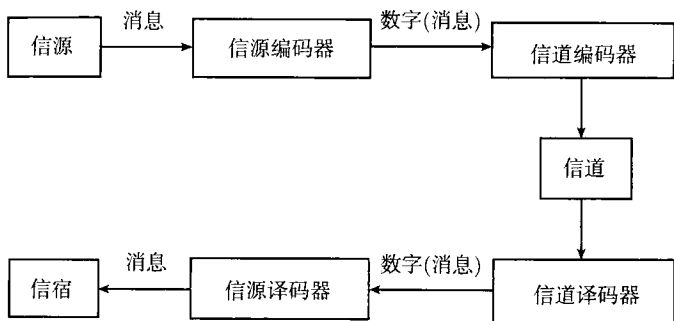 消息
数字(消息)
信源
信源编码器
信道编码器
信道
消息
数字(消息)
信宿
信源译码器
信道译码器